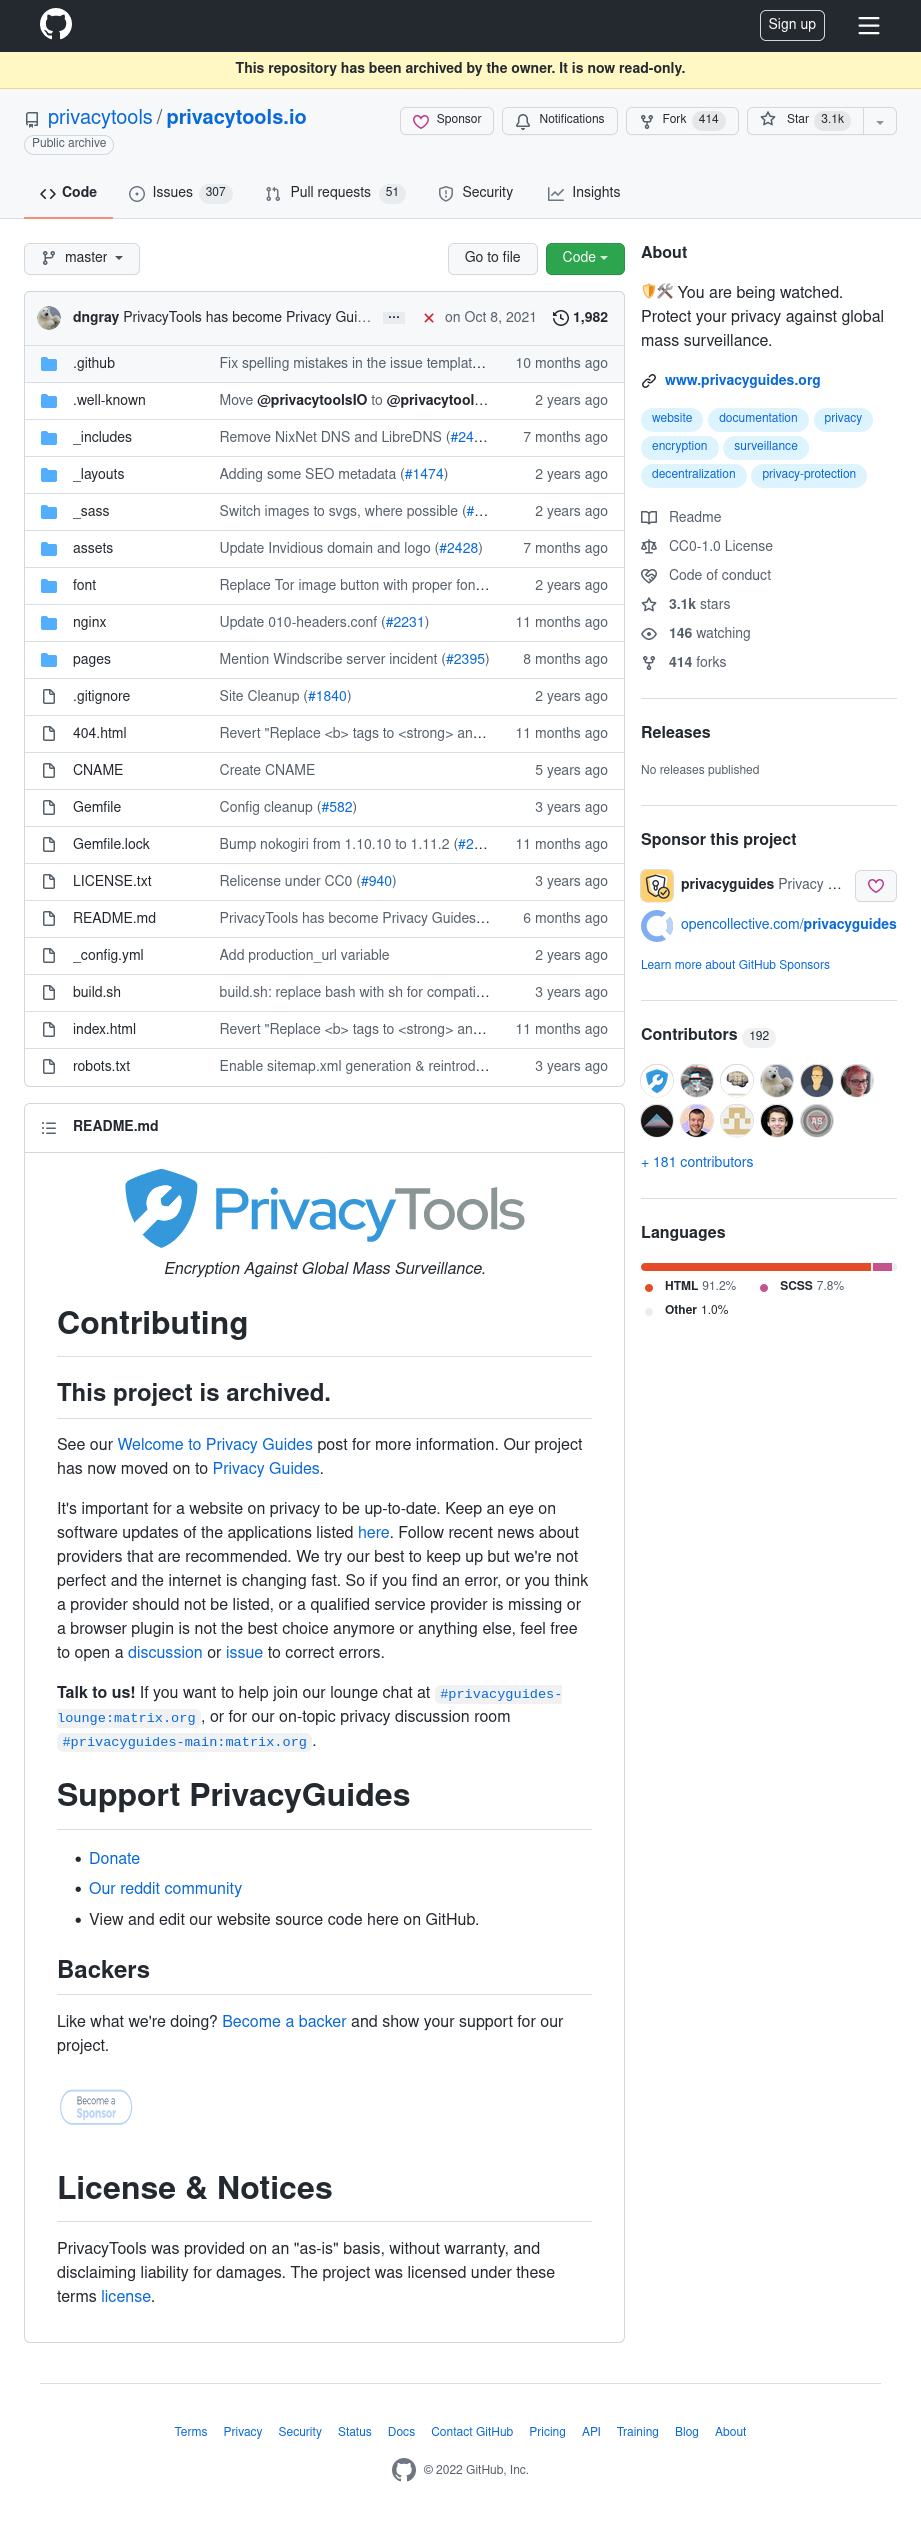 Sign up
This repository has been archived by the owner. It is now read-only.
privacytools / privacytools.io
Public archive
Sponsor
Notifications
Fork 414
Star 3.1k
Code
Issues 307
Pull requests 51
Security
Insights
master
Go to file
Code
dngray PrivacyTools has become Privacy Gui… ... on Oct 8, 2021 1,982
.github Fix spelling mistakes in the issue templat… 10 months ago
.well-known Move @privacytoolsIO to @privacytool… 2 years ago
_includes Remove NixNet DNS and LibreDNS (#24… 7 months ago
_layouts Adding some SEO metadata (#1474) 2 years ago
_sass Switch images to svgs, where possible (#… 2 years ago
assets Update Invidious domain and logo (#2428) 7 months ago
font Replace Tor image button with proper fon… 2 years ago
nginx Update 010-headers.conf (#2231) 11 months ago
pages Mention Windscribe server incident (#2395) 8 months ago
.gitignore Site Cleanup (#1840) 2 years ago
404.html Revert "Replace <b> tags to <strong> an… 11 months ago
CNAME Create CNAME 5 years ago
Gemfile Config cleanup (#582) 3 years ago
Gemfile.lock Bump nokogiri from 1.10.10 to 1.11.2 (#2… 11 months ago
LICENSE.txt Relicense under CC0 (#940) 3 years ago
README.md PrivacyTools has become Privacy Guides… 6 months ago
_config.yml Add production_url variable 2 years ago
build.sh build.sh: replace bash with sh for compati… 3 years ago
index.html Revert "Replace <b> tags to <strong> an… 11 months ago
robots.txt Enable sitemap.xml generation & reintrod… 3 years ago
README.md
PrivacyTools
Encryption Against Global Mass Surveillance.
Contributing
This project is archived.
See our Welcome to Privacy Guides post for more information. Our project
has now moved on to Privacy Guides.
It's important for a website on privacy to be up-to-date. Keep an eye on
software updates of the applications listed here. Follow recent news about
providers that are recommended. We try our best to keep up but we're not
perfect and the internet is changing fast. So if you find an error, or you think
a provider should not be listed, or a qualified service provider is missing or
a browser plugin is not the best choice anymore or anything else, feel free
to open a discussion or issue to correct errors.
Talk to us! If you want to help join our lounge chat at #privacyguides-
lounge:matrix.org , or for our on-topic privacy discussion room
#privacyguides-main:matrix.org .
Support PrivacyGuides
• Donate
• Our reddit community
• View and edit our website source code here on GitHub.
Backers
Like what we're doing? Become a backer and show your support for our
project.
Become a
Sponsor
License & Notices
PrivacyTools was provided on an "as-is" basis, without warranty, and
disclaiming liability for damages. The project was licensed under these
terms license.
About
You are being watched.
Protect your privacy against global
mass surveillance.
www.privacyguides.org
website documentation privacy
encryption surveillance
decentralization privacy-protection
Readme
CC0-1.0 License
Code of conduct
3.1k stars
146 watching
414 forks
Releases
No releases published
Sponsor this project
privacyguides Privacy …
opencollective.com/privacyguides
Learn more about GitHub Sponsors
Contributors 192
+ 181 contributors
Languages
HTML 91.2% SCSS 7.8%
Other 1.0%
Terms Privacy Security Status Docs Contact GitHub Pricing API Training Blog About
© 2022 GitHub, Inc.